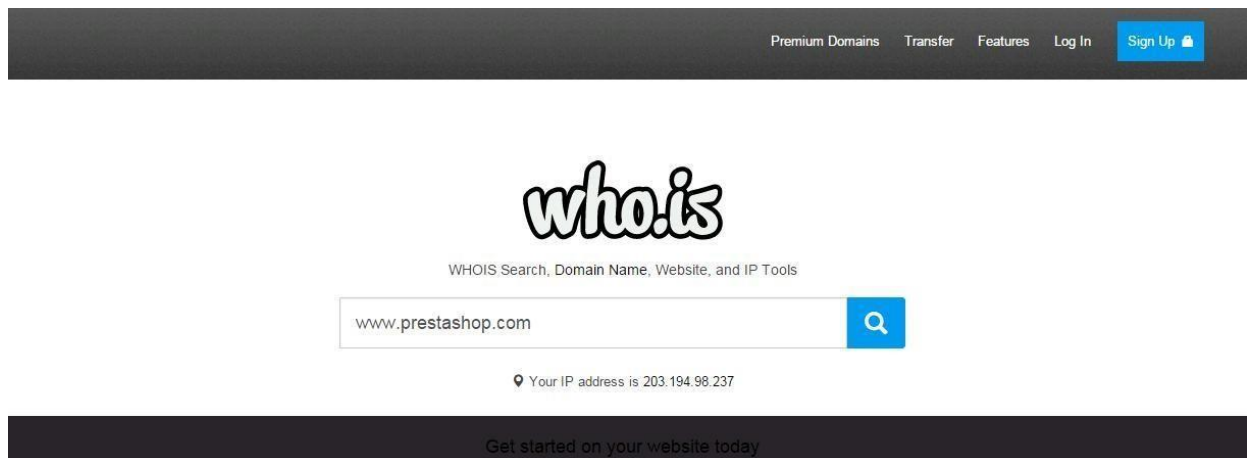 Premium Domains Transfer Features Log In Sign Up
who.is
WHOIS Search, Domain Name, Website, and IP Tools
www.prestashop.com
Your IP address is 203.194.98.237
Get started on your website today